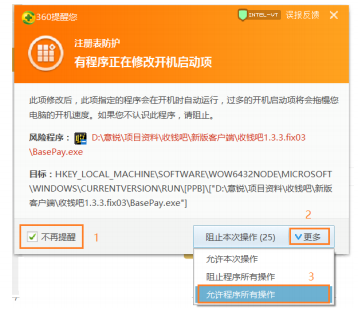 360提醒您
INTEL-VT 误报反馈 ×
注册表防护
有程序正在修改开机启动项
此项修改后，此项指定的程序会在开机时自动运行，过多的开机启动项将会拖慢您
电脑的开机速度。如果您不认识此程序，请阻止。
风险程序： D:\意锐\项目资料\收钱吧\新版客户端\收钱吧1.3.3.fix03
\BasePay.exe
目标：HKEY_LOCAL_MACHINE\SOFTWARE\WOW6432NODE\MICROSOFT
\WINDOWS\CURRENTVERSION\RUN\[PPB]\["D:\意锐\项目资料\收钱吧\新版
客户端\收钱吧1.3.3.fix03\BasePay.exe"]
2
不再提醒 1
阻止本次操作 (25) 更多
允许本次操作
阻止程序所有操作 3
允许程序所有操作